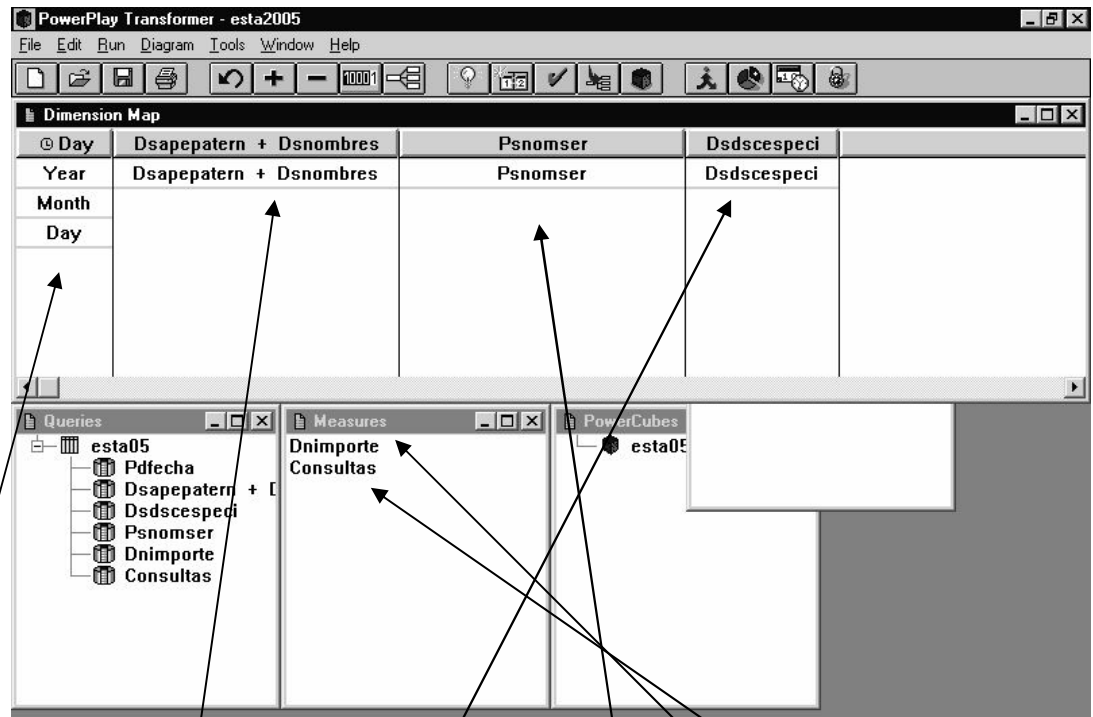 PowerPlay Transformer - esta2005
File Edit Run Diagram Tools Window Help
Dimension Map
Day Dsapepatern + Dsnombres Psnomser Dsdscespeci
Year Dsapepatern + Dsnombres Psnomser Dsdscespeci
Month
Day
Queries Measures PowerCubes
esta05 Dnimporte esta05
Pdfecha Consultas
Dsapepatern + D
Dsdscespeci
Psnomser
Dnimporte
Consultas